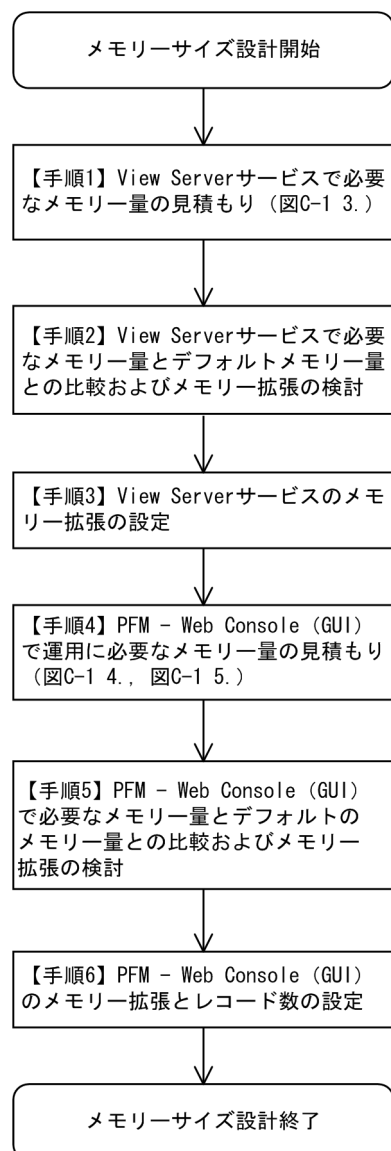 メモリーサイズ設計開始
【手順1】View Serverサービスで必要
なメモリー量の見積もり（図C-1 3.）
【手順2】View Serverサービスで必要
なメモリー量とデフォルトメモリー量
との比較およびメモリー拡張の検討
【手順3】View Serverサービスのメモ
リー拡張の設定
【手順4】PFM - Web Console（GUI）
で運用に必要なメモリー量の見積もり
（図C-1 4.，図C-1 5.）
【手順5】PFM - Web Console（GUI）
で必要なメモリー量とデフォルトの
メモリー量との比較およびメモリー
拡張の検討
【手順6】PFM - Web Console（GUI）
のメモリー拡張とレコード数の設定
メモリーサイズ設計終了